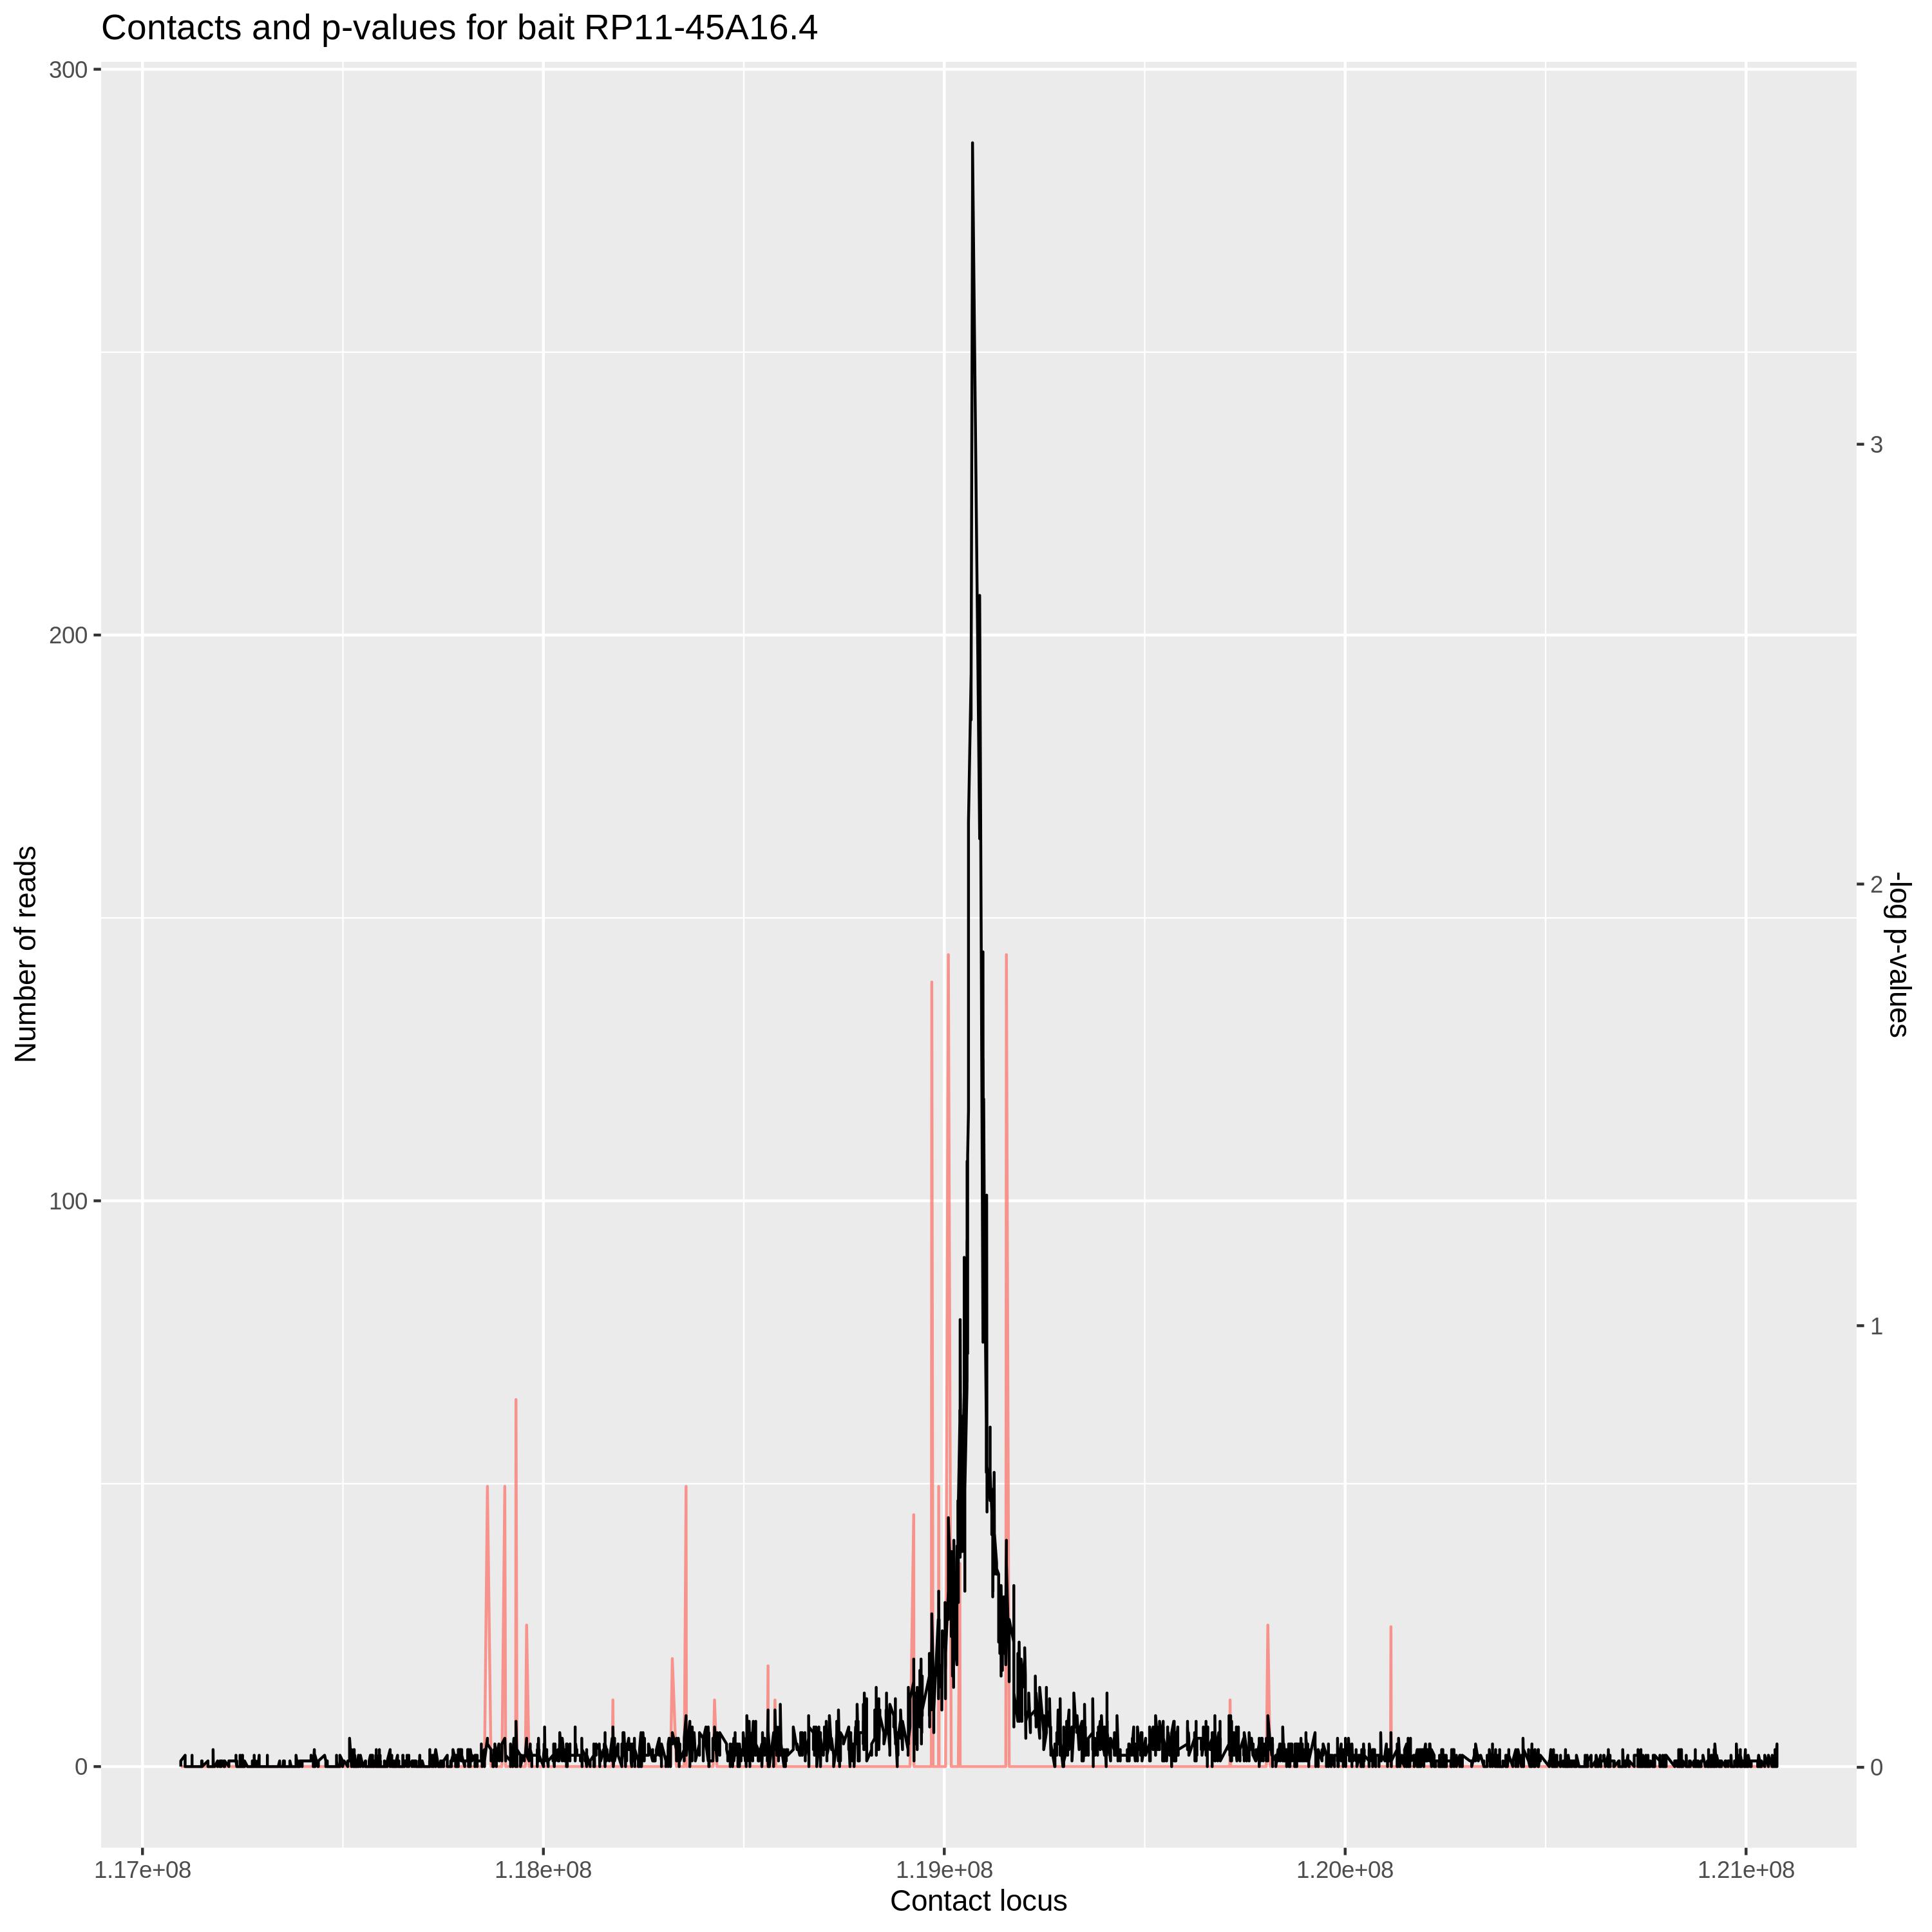 Contacts and p-values for bait RP11-45A16.4
300
200
100
0
Number of reads
3
2
1
0
-log p-values
1.17e+08
1.18e+08
1.19e+08
1.20e+08
1.21e+08
Contact locus